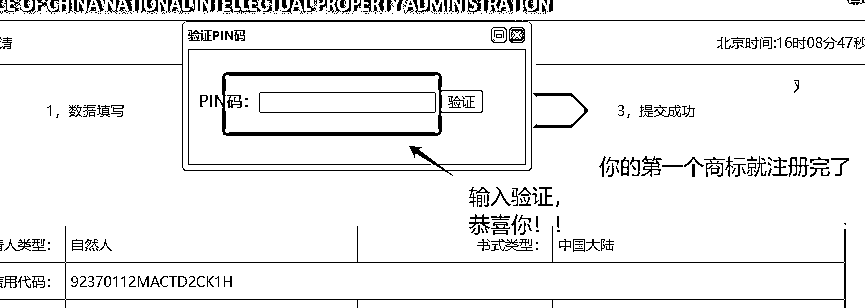 CE OF CHINA NATIONAL INTELLECTUAL PROPERTY ADMINISTRATION
验证PIN码
请
北京时间:16时08分47秒
PIN码：
验证
1，数据填写
3，提交成功
你的第一个商标就注册完了
输入验证，
恭喜你！！
请人类型：
自然人
书式类型：
中国大陆
信用代码：
92370112MACTD2CK1H